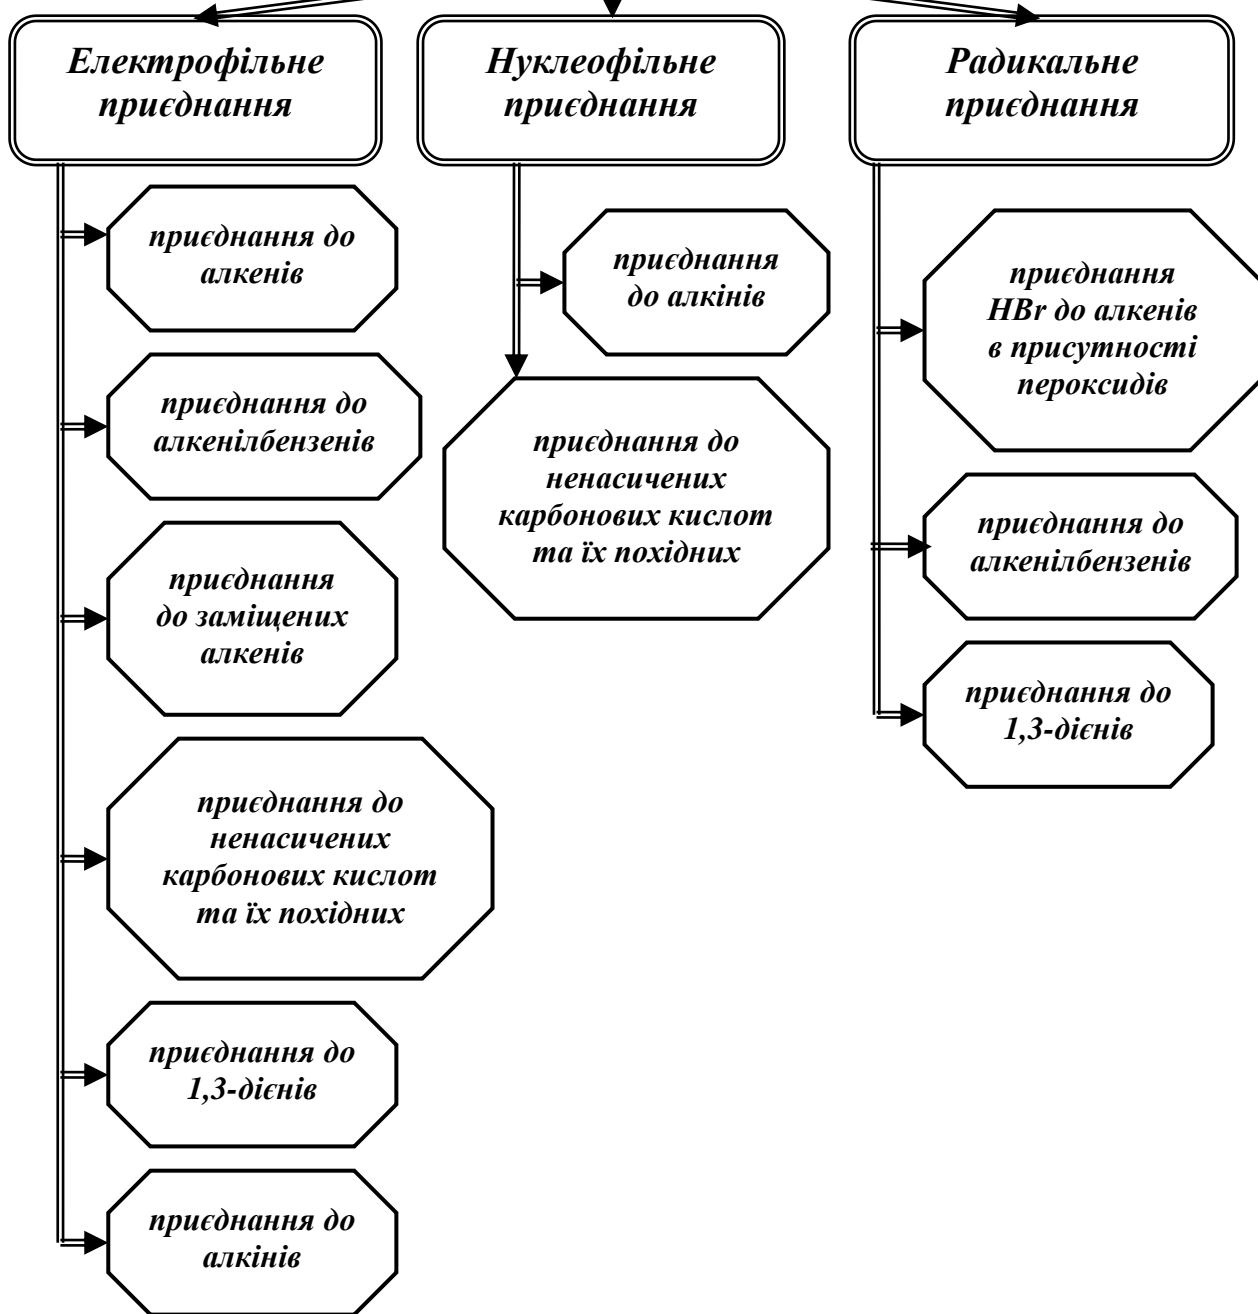 Електрофільне
приєднання
приєднання до
алкенів
приєднання до
алкенілбензенів
приєднання
до заміщених
алкенів
приєднання до
ненасичених
карбонових кислот
та їх похідних
приєднання до
1,3-дієнів
приєднання до
алкінів
Нуклеофільне
приєднання
приєднання
до алкінів
приєднання до
ненасичених
карбонових кислот
та їх похідних
Радикальне
приєднання
приєднання
HBr до алкенів
в присутності
пероксидів
приєднання до
алкенілбензенів
приєднання до
1,3-дієнів